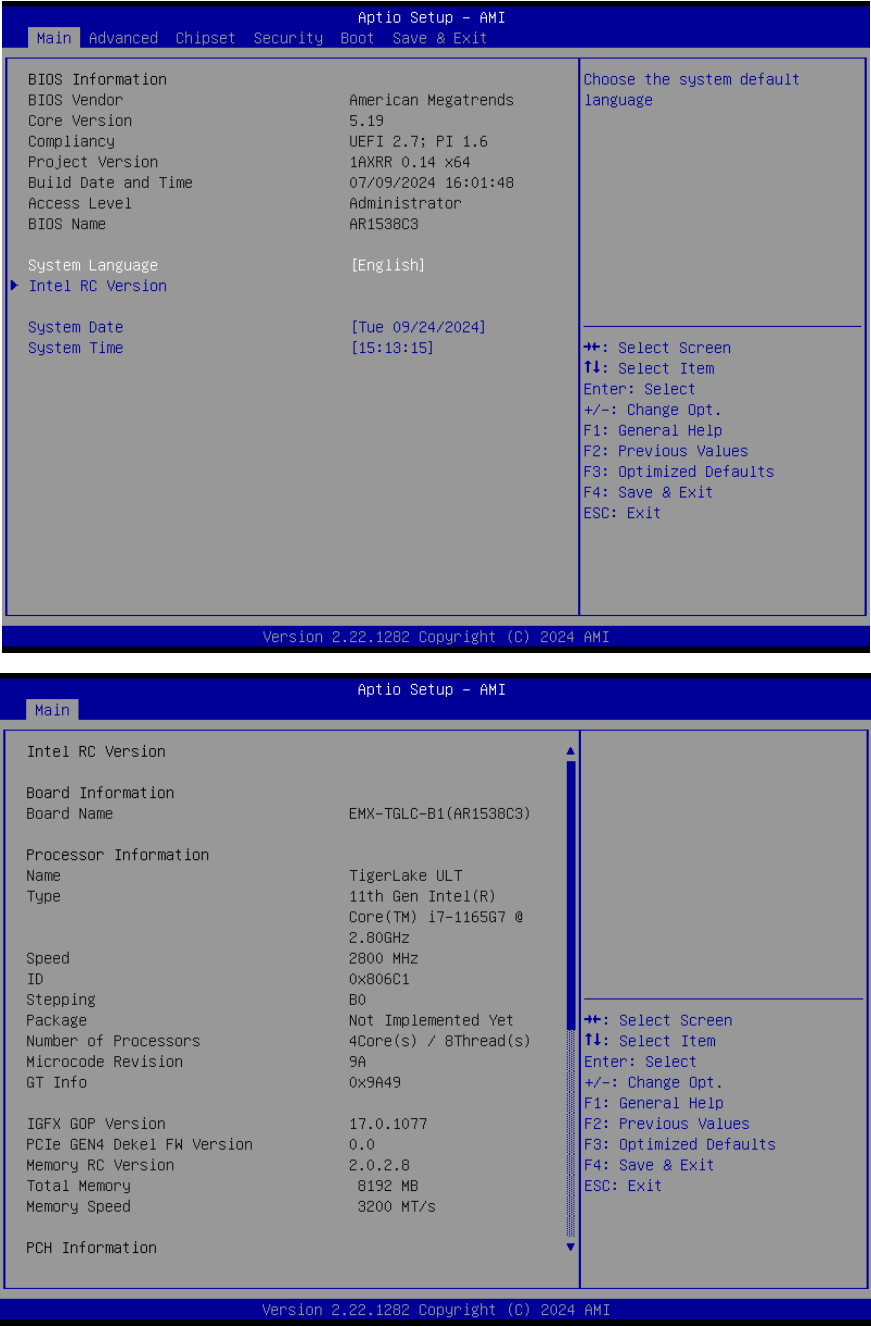 Aptio Setup – AMI
Main Advanced Chipset Security Boot Save & Exit
BIOS Information
BIOS Vendor American Megatrends
Core Version 5.19
Compliancy UEFI 2.7; PI 1.6
Project Version 1AXRR 0.14 x64
Build Date and Time 07/09/2024 16:01:48
Access Level Administrator
BIOS Name AR1538C3
System Language [English]
Intel RC Version
System Date [Tue 09/24/2024]
System Time [15:13:15]
Choose the system default
language
→←: Select Screen
↑↓: Select Item
Enter: Select
+/-: Change Opt.
F1: General Help
F2: Previous Values
F3: Optimized Defaults
F4: Save & Exit
ESC: Exit
Version 2.22.1282 Copyright (C) 2024 AMI
Aptio Setup – AMI
Main
Intel RC Version
Board Information
Board Name EMX-TGLC-B1(AR1538C3)
Processor Information
Name TigerLake ULT
Type 11th Gen Intel(R)
Core(TM) i7-1165G7 @
2.80GHz
Speed 2800 MHz
ID 0x806C1
Stepping B0
Package Not Implemented Yet
Number of Processors 4Core(s) / 8Thread(s)
Microcode Revision 9A
GT Info 0x9A49
IGFX GOP Version 17.0.1077
PCIe GEN4 Dekel FW Version 0.0
Memory RC Version 2.0.2.8
Total Memory 8192 MB
Memory Speed 3200 MT/s
PCH Information
→←: Select Screen
↑↓: Select Item
Enter: Select
+/-: Change Opt.
F1: General Help
F2: Previous Values
F3: Optimized Defaults
F4: Save & Exit
ESC: Exit
Version 2.22.1282 Copyright (C) 2024 AMI